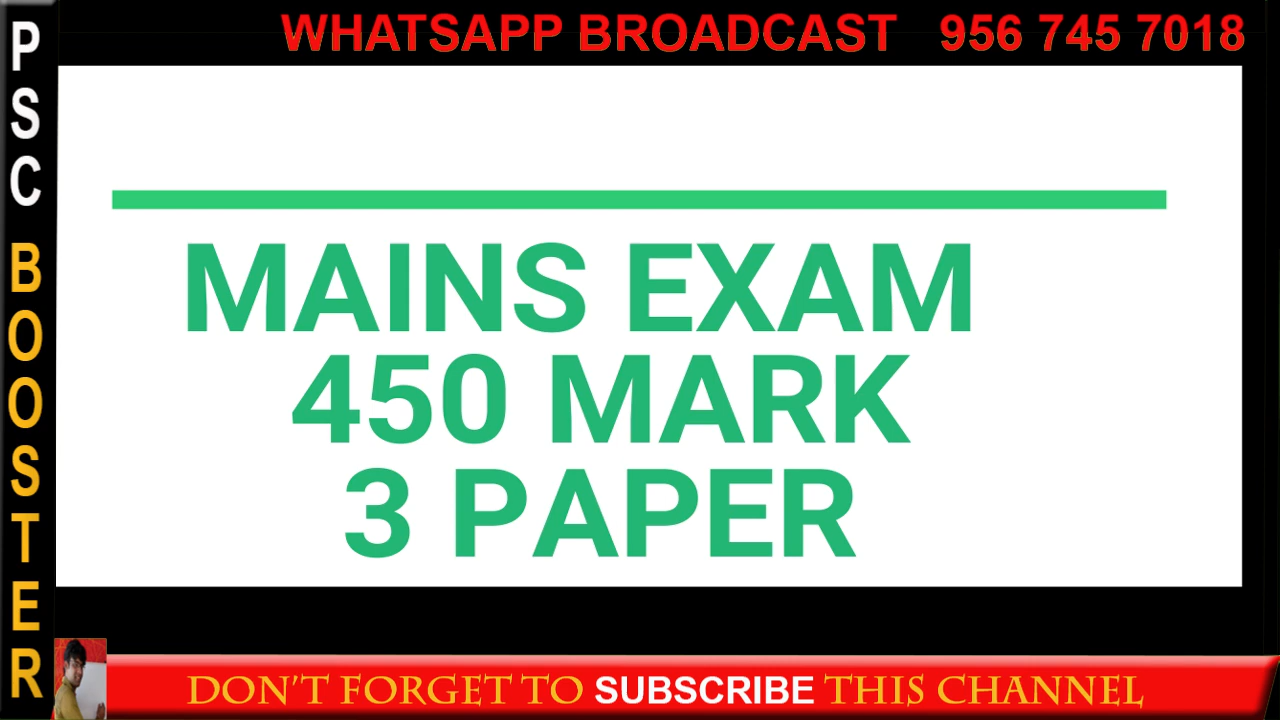 WHATSAPP BROADCAST 956 745 7018
PSC BOOSTER
MAINS EXAM
450 MARK
3 PAPER
DON'T FORGET TO SUBSCRIBE THIS CHANNEL